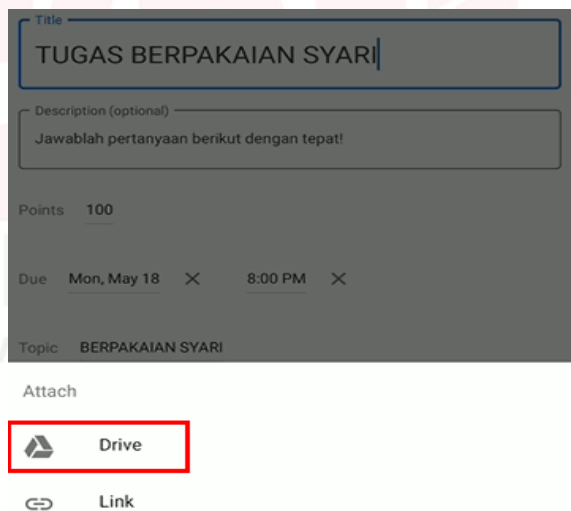 Title
TUGAS BERPAKAIAN SYARI
Description (optional)
Jawablah pertanyaan berikut dengan tepat!
Points 100
Due Mon, May 18 8:00 PM
Topic BERPAKAIAN SYARI
Attach
Drive
Link